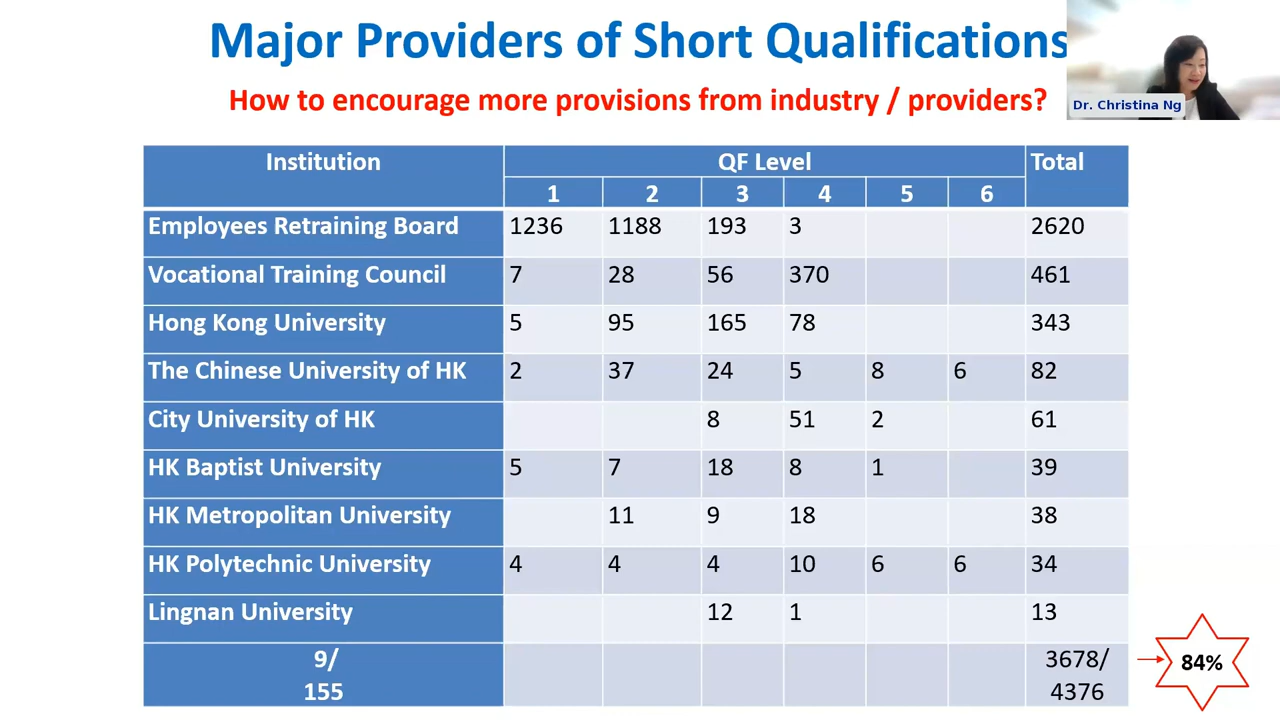 Major Providers of Short Qualifications
How to encourage more provisions from industry / providers?
Dr. Christina Ng
Institution QF Level Total
1 2 3 4 5 6
Employees Retraining Board 1236 1188 193 3 2620
Vocational Training Council 7 28 56 370 461
Hong Kong University 5 95 165 78 343
The Chinese University of HK 2 37 24 5 8 6 82
City University of HK 8 51 2 61
HK Baptist University 5 7 18 8 1 39
HK Metropolitan University 11 9 18 38
HK Polytechnic University 4 4 4 10 6 6 34
Lingnan University 12 1 13
9/ 3678/
155 4376
84%